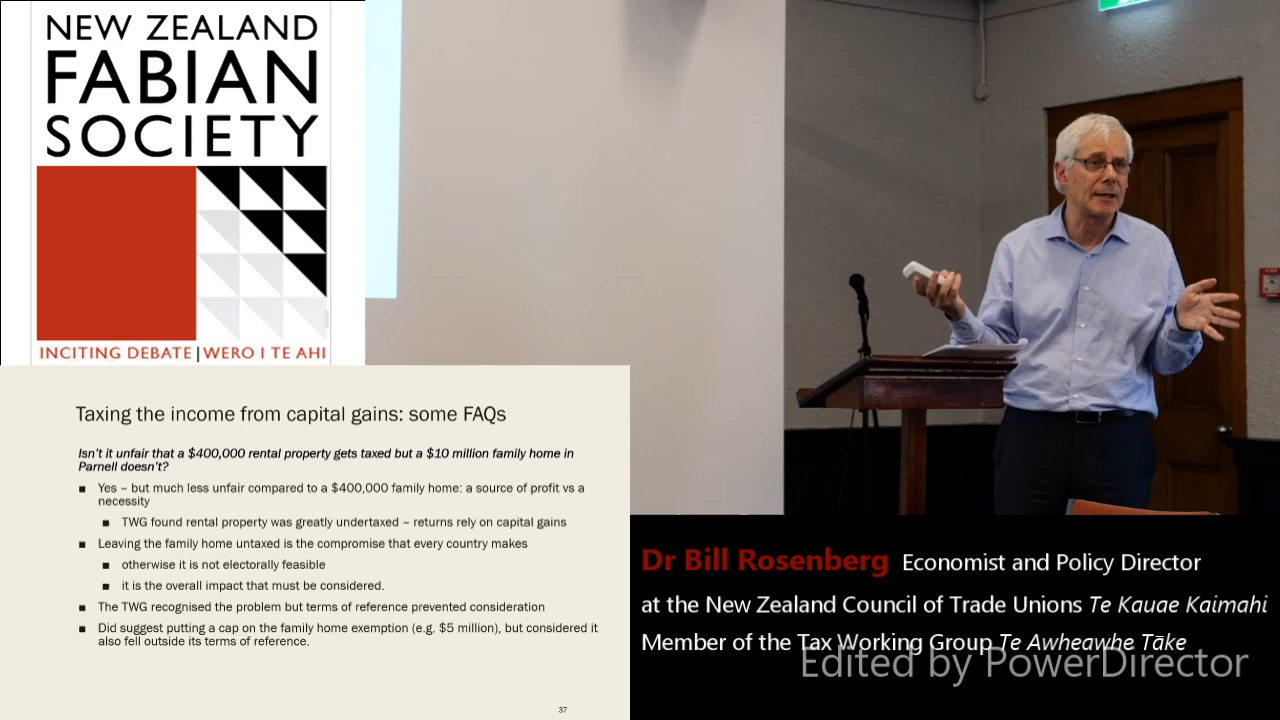 NEW ZEALAND
FABIAN
SOCIETY
INCITING DEBATE | WERO I TE AHI
Taxing the income from capital gains: some FAQs
Isn't it unfair that a $400,000 rental property gets taxed but a $10 million family home in
Parnell doesn't?
■ Yes – but much less unfair compared to a $400,000 family home: a source of profit vs a
necessity
■ TWG found rental property was greatly undertaxed – returns rely on capital gains
■ Leaving the family home untaxed is the compromise that every country makes
■ otherwise it is not electorally feasible
■ it is the overall impact that must be considered.
■ The TWG recognised the problem but terms of reference prevented consideration
■ Did suggest putting a cap on the family home exemption (e.g. $5 million), but considered it
also fell outside its terms of reference.
37
Dr Bill Rosenberg Economist and Policy Director
at the New Zealand Council of Trade Unions Te Kauae Kaimahi
Member of the Tax Working Group Te Awheawhe Tāke
Edited by PowerDirector